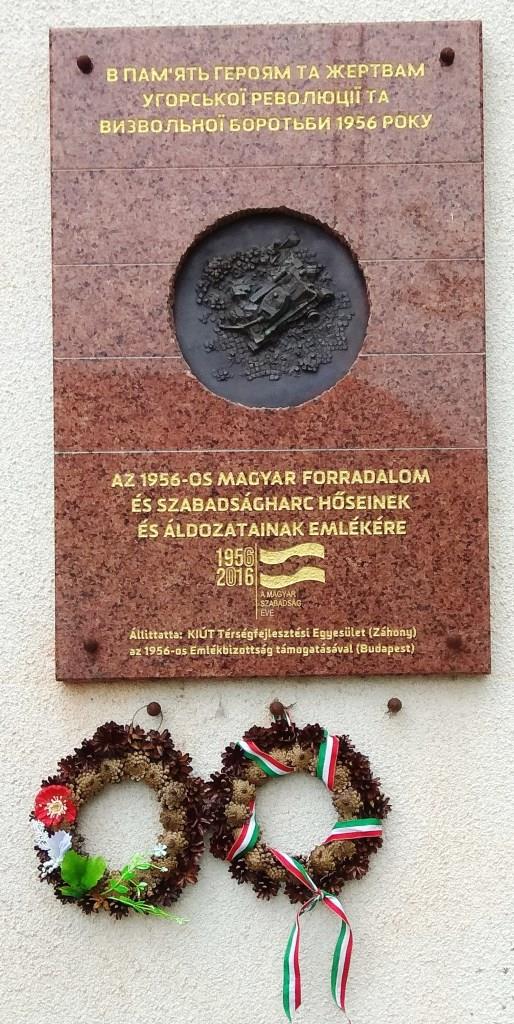 В ПАМ'ЯТЬ ГЕРОЯМ ТА ЖЕРТВАМ
УГОРСЬКОЇ РЕВОЛЮЦІЇ ТА
ВИЗВОЛЬНОЇ БОРОТЬБИ 1956 РОКУ
AZ 1956-OS MAGYAR FORRADALOM
ÉS SZABADSÁGHARC HŐSEINEK
ÉS ÁLDOZATAINAK EMLÉKÉRE
1956
2016
A MAGYAR
SZABADSÁG
ÉVE
Állittatta: KIÚT Térségfejlesztési Egyesület (Záhony)
az 1956-os Emlékbizottság támogatásával (Budapest)